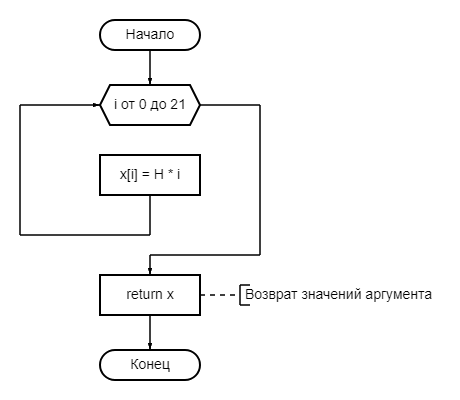 Начало
i от 0 до 21
x[i] = H * i
return x
Возврат значений аргумента
Конец